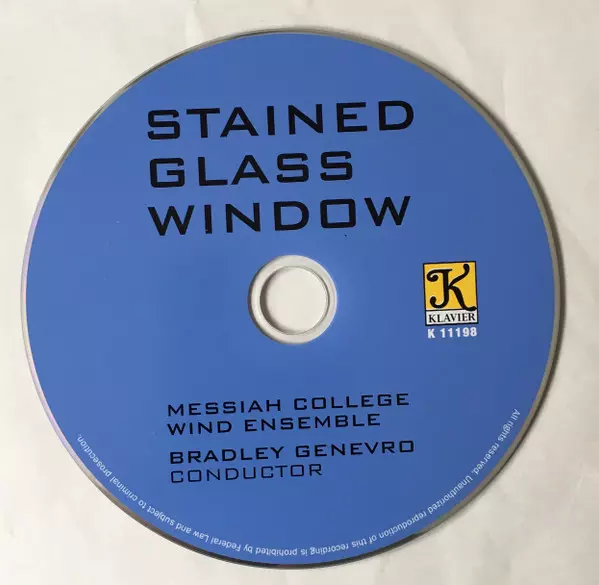 STAINED
GLASS
WINDOW
K
KLAVIER
K 11198
MESSIAH COLLEGE
WIND ENSEMBLE
BRADLEY GENEVRO
CONDUCTOR
All rights reserved. Unauthorized reproduction of this recording is prohibited by Federal Law and subject to criminal prosecution.